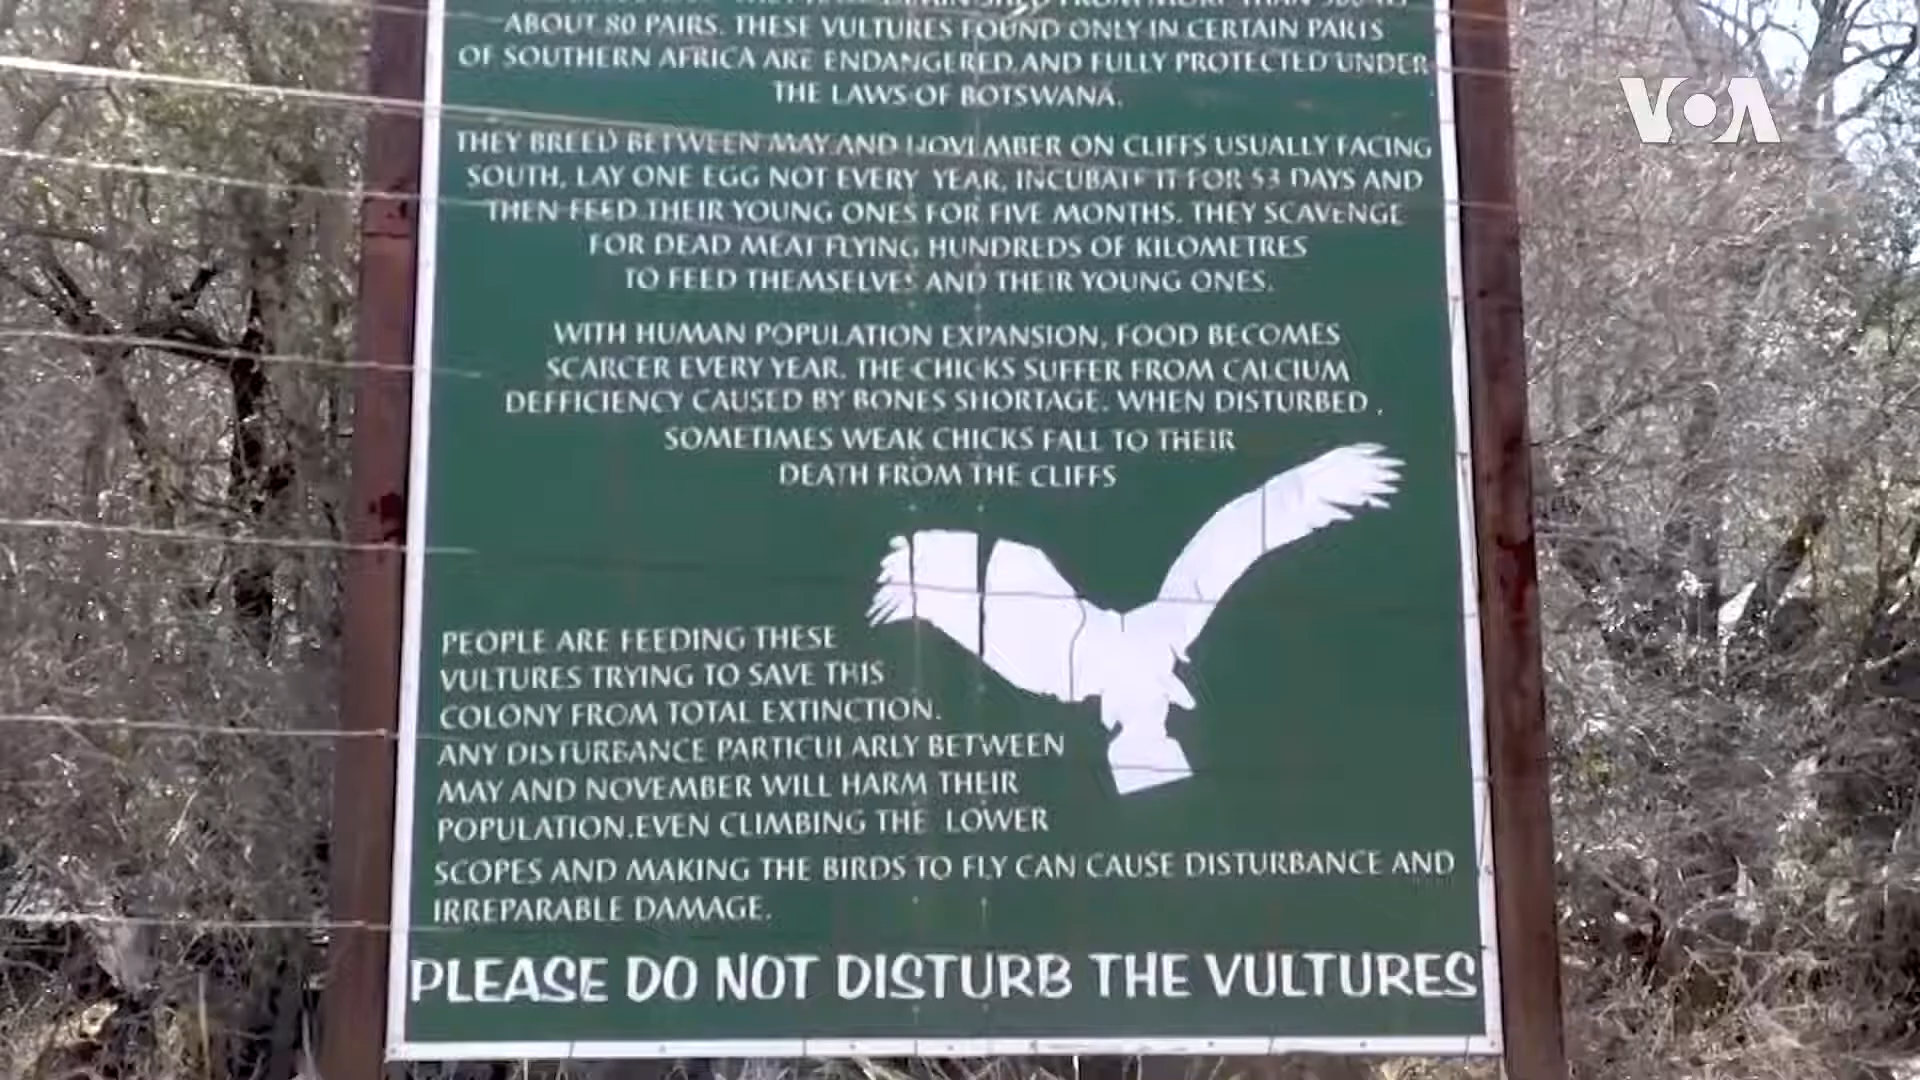 ABOUT 80 PAIRS. THESE VULTURES FOUND ONLY IN CERTAIN PARTS
OF SOUTHERN AFRICA ARE ENDANGERED AND FULLY PROTECTED UNDER
THE LAWS OF BOTSWANA.
THEY BREED BETWEEN MAY AND NOVEMBER ON CLIFFS USUALLY FACING
SOUTH, LAY ONE EGG NOT EVERY YEAR, INCUBATE IT FOR 53 DAYS AND
THEN FEED THEIR YOUNG ONES FOR FIVE MONTHS. THEY SCAVENGE
FOR DEAD MEAT FLYING HUNDREDS OF KILOMETRES
TO FEED THEMSELVES AND THEIR YOUNG ONES.
WITH HUMAN POPULATION EXPANSION, FOOD BECOMES
SCARCER EVERY YEAR. THE CHICKS SUFFER FROM CALCIUM
DEFFICIENCY CAUSED BY BONES SHORTAGE. WHEN DISTURBED ,
SOMETIMES WEAK CHICKS FALL TO THEIR
DEATH FROM THE CLIFFS
PEOPLE ARE FEEDING THESE
VULTURES TRYING TO SAVE THIS
COLONY FROM TOTAL EXTINCTION.
ANY DISTURBANCE PARTICULARLY BETWEEN
MAY AND NOVEMBER WILL HARM THEIR
POPULATION.EVEN CLIMBING THE LOWER
SCOPES AND MAKING THE BIRDS TO FLY CAN CAUSE DISTURBANCE AND
IRREPARABLE DAMAGE.
PLEASE DO NOT DISTURB THE VULTURES
VOA